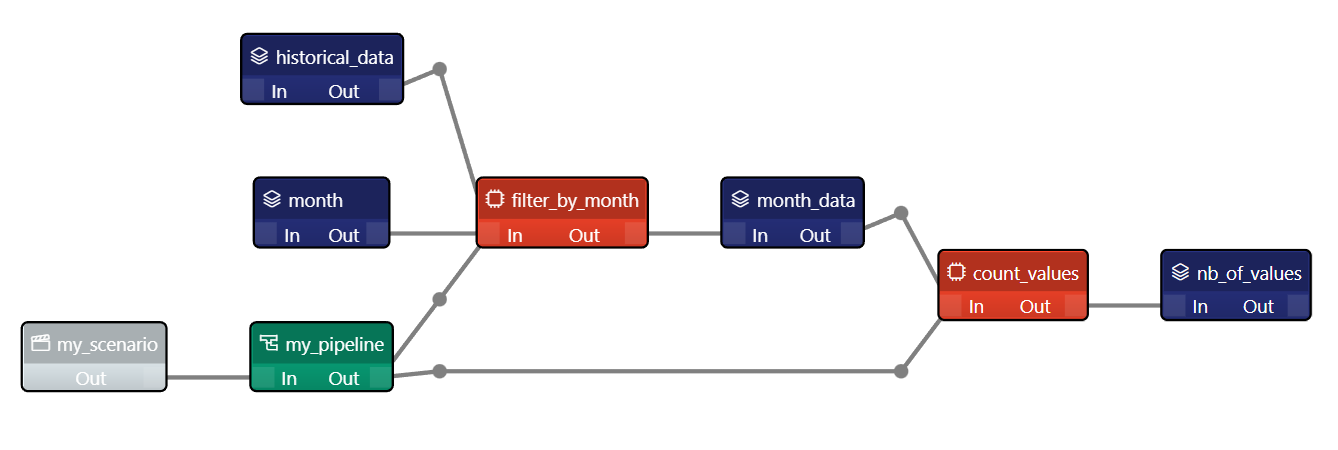 historical_data
In Out
month
In Out
filter_by_month
In Out
month_data
In Out
count_values
In Out
nb_of_values
In Out
my_scenario
Out
my_pipeline
In Out